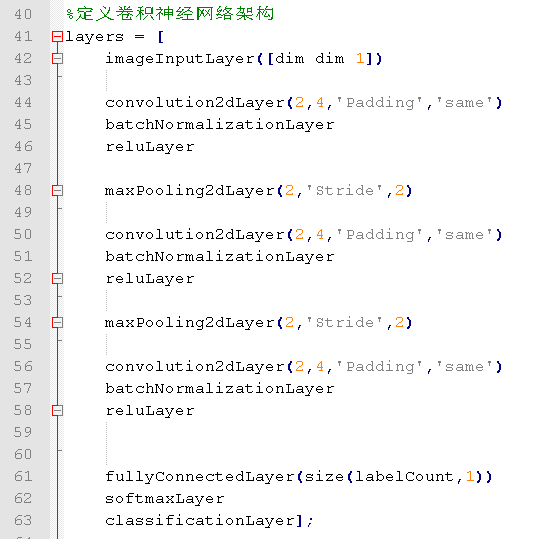 40 %定义卷积神经网络架构
41 layers = [
42 imageInputLayer([dim dim 1])
43
44 convolution2dLayer(2,4,'Padding','same')
45 batchNormalizationLayer
46 reluLayer
47
48 maxPooling2dLayer(2,'Stride',2)
49
50 convolution2dLayer(2,4,'Padding','same')
51 batchNormalizationLayer
52 reluLayer
53
54 maxPooling2dLayer(2,'Stride',2)
55
56 convolution2dLayer(2,4,'Padding','same')
57 batchNormalizationLayer
58 reluLayer
59
60
61 fullyConnectedLayer(size(labelCount,1))
62 softmaxLayer
63 classificationLayer];